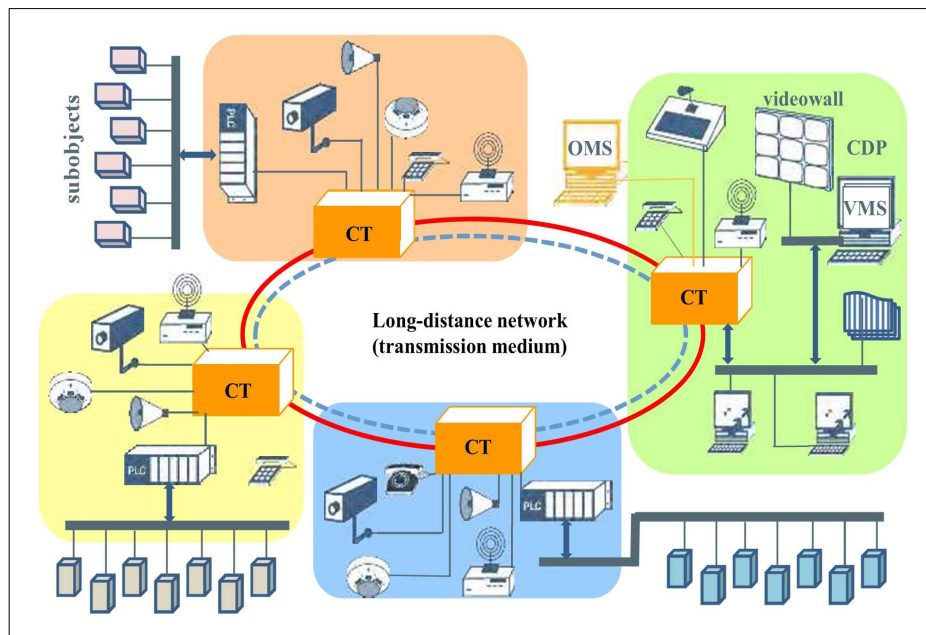 subobjects
PLC
CT
OMS
videowall
CDP
VMS
CT
Long-distance network
(transmission medium)
CT
PLC
CT
PLC